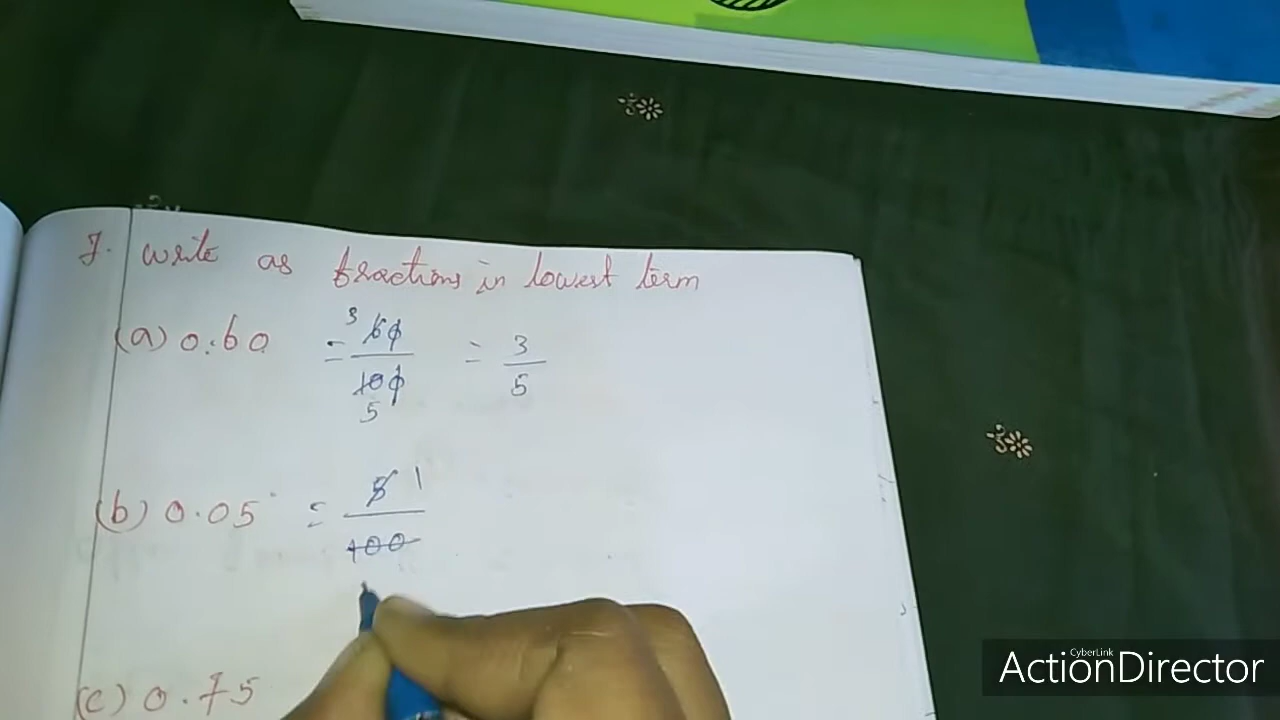 7. write as fractions in lowest term
(a) 0.60 = 3 60/100 5 = 3/5
(b) 0.05 = 5 1/100
(c) 0.75
CyberLink
ActionDirector